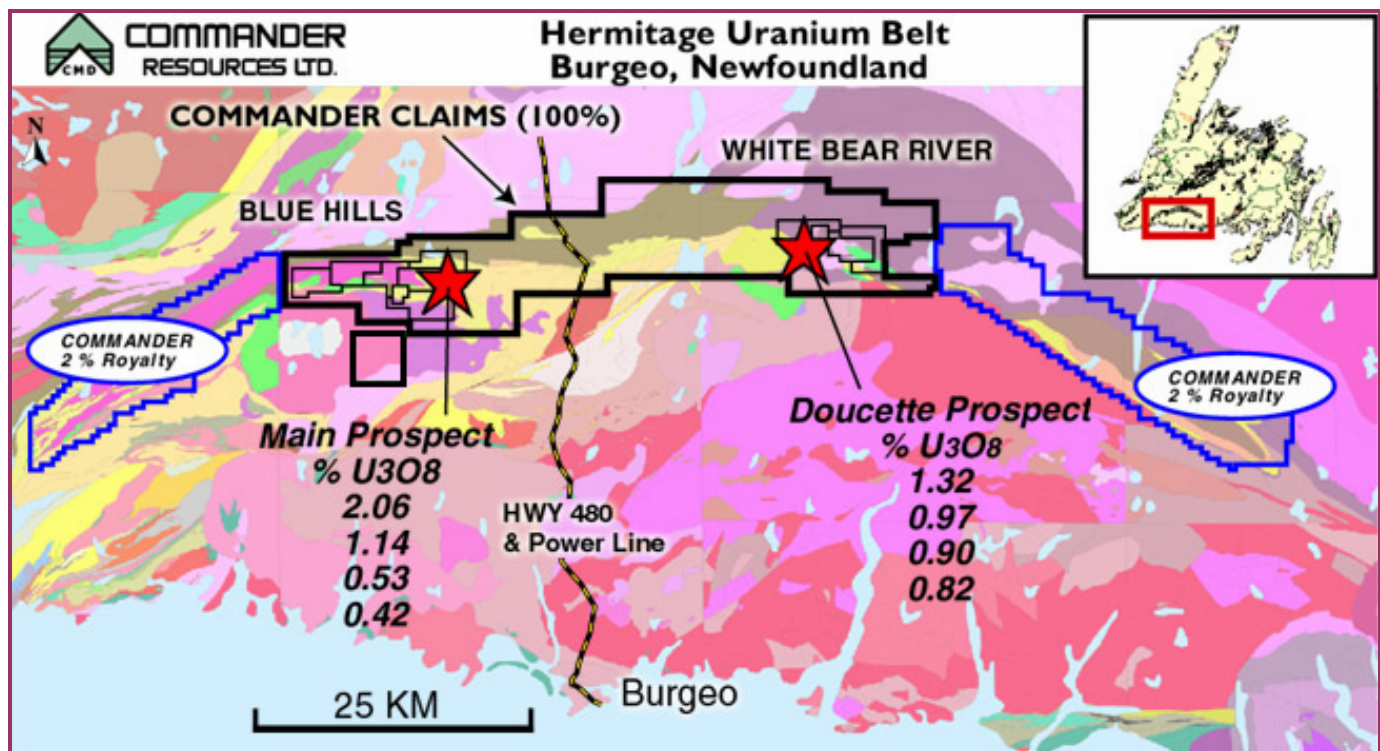 CMD
COMMANDER
RESOURCES LTD.
Hermitage Uranium Belt
Burgeo, Newfoundland
COMMANDER CLAIMS (100%)
N
WHITE BEAR RIVER
BLUE HILLS
COMMANDER
2 % Royalty
COMMANDER
2 % Royalty
Main Prospect
% U3O8
2.06
1.14
0.53
0.42
Doucette Prospect
% U3O8
1.32
0.97
0.90
0.82
HWY 480
& Power Line
25 KM
Burgeo